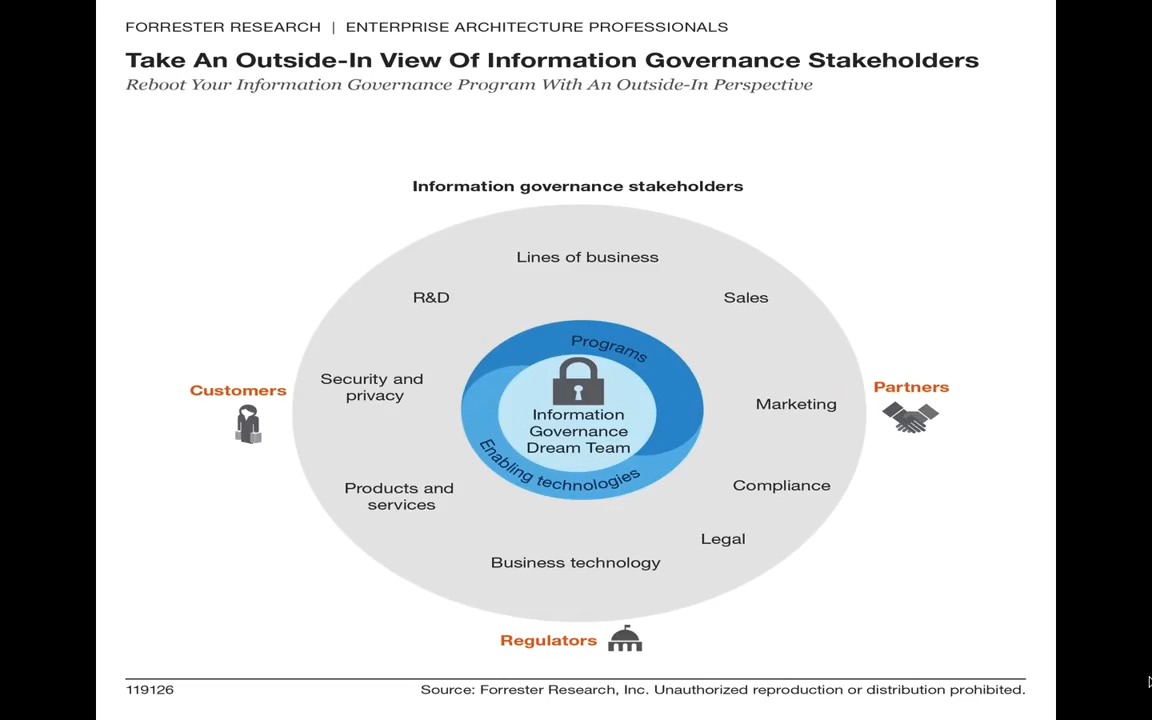 FORRESTER RESEARCH | ENTERPRISE ARCHITECTURE PROFESSIONALS
Take An Outside-In View Of Information Governance Stakeholders
Reboot Your Information Governance Program With An Outside-In Perspective
Information governance stakeholders
Lines of business
R&D
Sales
Programs
Security and
privacy
Customers
Partners
Marketing
Information
Governance
Dream Team
Enabling technologies
Products and
services
Compliance
Legal
Business technology
Regulators
119126
Source: Forrester Research, Inc. Unauthorized reproduction or distribution prohibited.